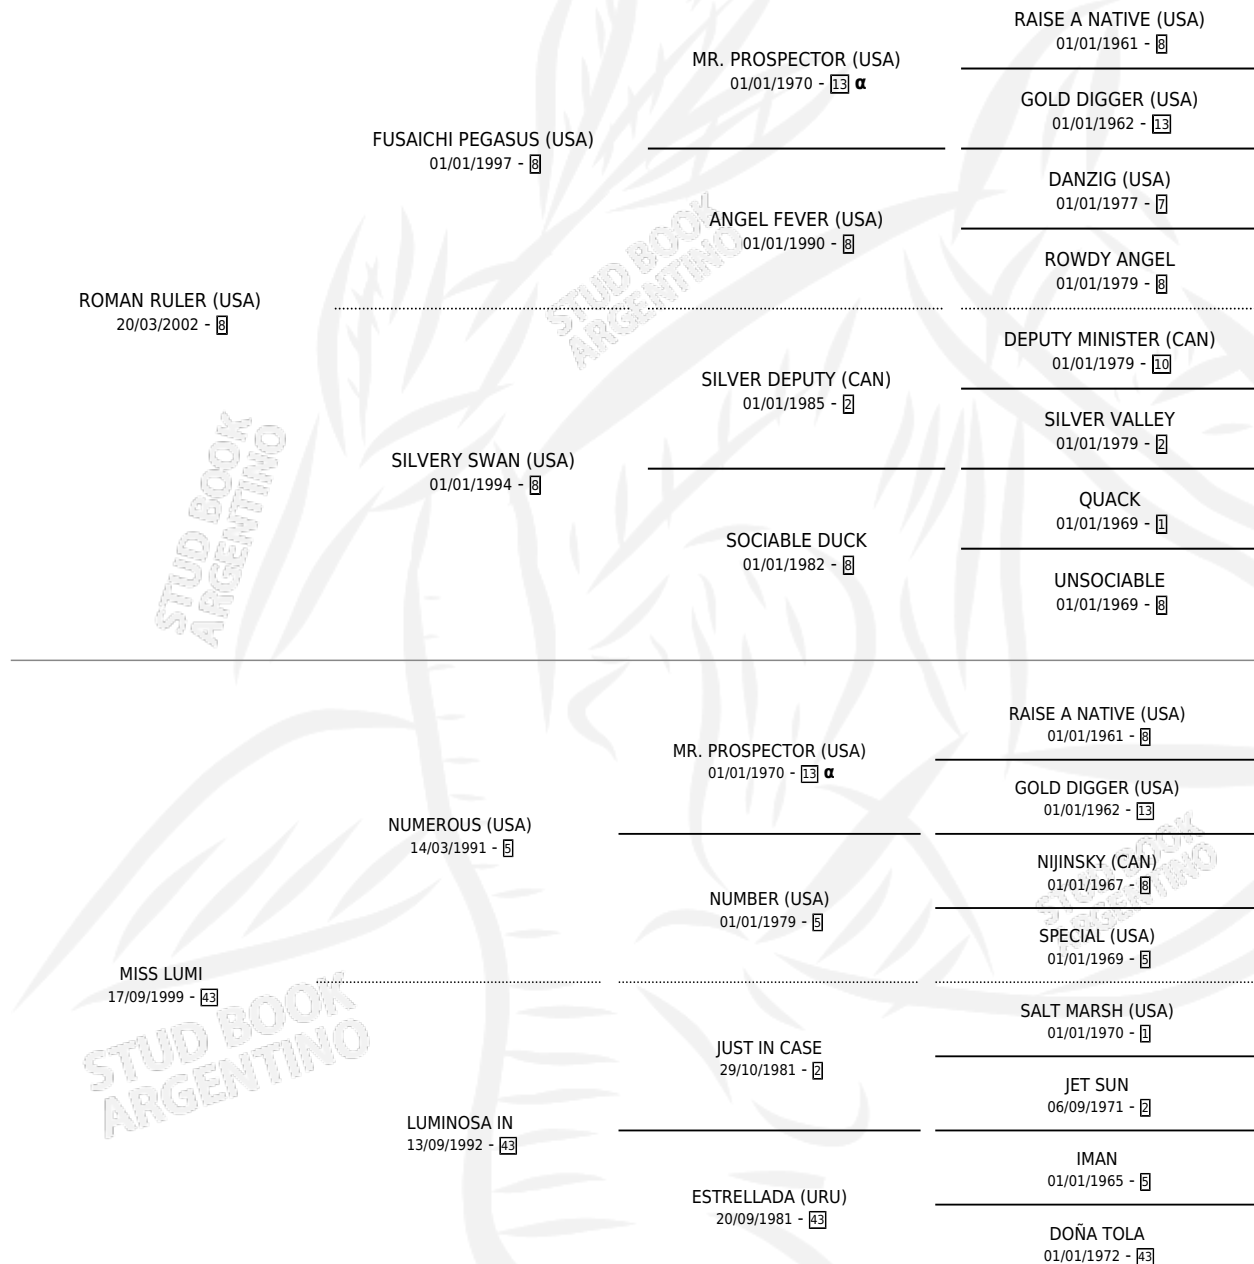 RAISE A NATIVE (USA)
01/01/1961 - 8
MR. PROSPECTOR (USA)
01/01/1970 - 13 α
GOLD DIGGER (USA)
01/01/1962 - 13
FUSAICHI PEGASUS (USA)
01/01/1997 - 8
DANZIG (USA)
01/01/1977 - 7
ANGEL FEVER (USA)
01/01/1990 - 8
ROWDY ANGEL
01/01/1979 - 8
ROMAN RULER (USA)
20/03/2002 - 8
DEPUTY MINISTER (CAN)
01/01/1979 - 10
SILVER DEPUTY (CAN)
01/01/1985 - 2
SILVER VALLEY
01/01/1979 - 2
SILVERY SWAN (USA)
01/01/1994 - 8
QUACK
01/01/1969 - 1
SOCIABLE DUCK
01/01/1982 - 8
UNSOCIABLE
01/01/1969 - 8
RAISE A NATIVE (USA)
01/01/1961 - 8
MR. PROSPECTOR (USA)
01/01/1970 - 13 α
GOLD DIGGER (USA)
01/01/1962 - 13
NUMEROUS (USA)
14/03/1991 - 5
NIJINSKY (CAN)
01/01/1967 - 8
NUMBER (USA)
01/01/1979 - 5
SPECIAL (USA)
01/01/1969 - 5
MISS LUMI
17/09/1999 - 43
SALT MARSH (USA)
01/01/1970 - 1
JUST IN CASE
29/10/1981 - 2
JET SUN
06/09/1971 - 2
LUMINOSA IN
13/09/1992 - 43
IMAN
01/01/1965 - 5
ESTRELLADA (URU)
20/09/1981 - 43
DOÑA TOLA
01/01/1972 - 43
STUD BOOK
ARGENTINO
STUD BOOK
ARGENTINO
STUD BOOK
ARGENTINO
STUD BOOK
ARGENTINO